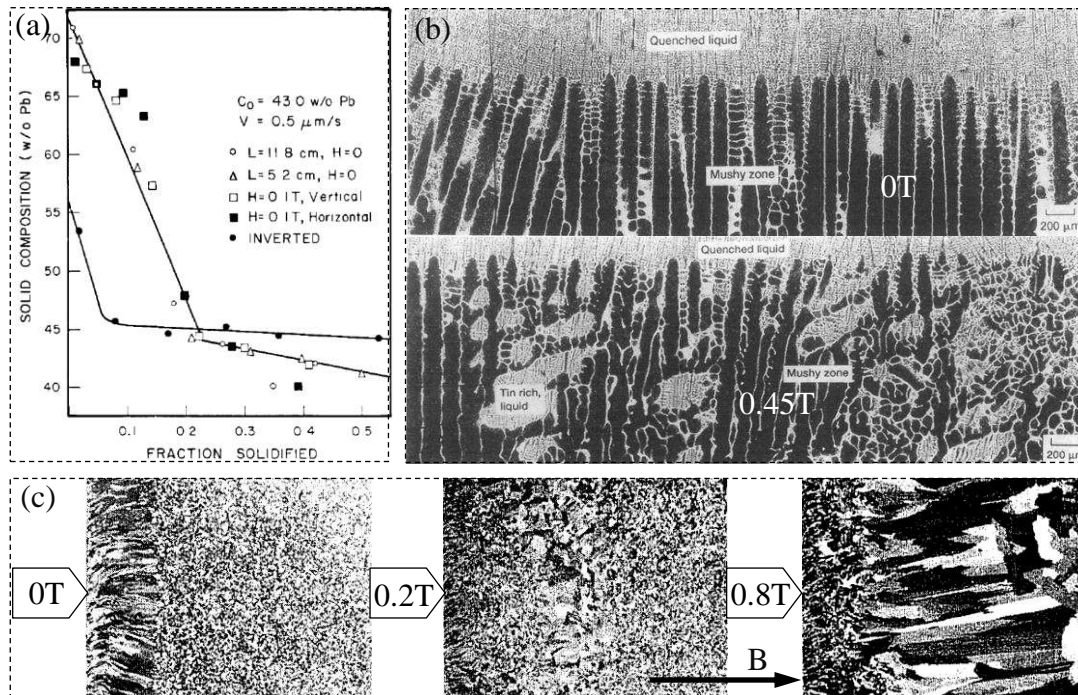 (a)
70
65
60
55
50
45
40
SOLID COMPOSITION (w/o Pb)
C₀ = 43.0 w/o Pb
V = 0.5 μm/s
○ L=11.8 cm, H=0
△ L=5.2 cm, H=0
□ H=0.1T, Vertical
■ H=0.1T, Horizontal
● INVERTED
0.1 0.2 0.3 0.4 0.5
FRACTION SOLIDIFIED
(b)
Quenched liquid
Mushy zone
0T
200 μm
Quenched liquid
Tin rich,
liquid
Mushy zone
0.45T
200 μm
(c)
0T
0.2T
0.8T
B